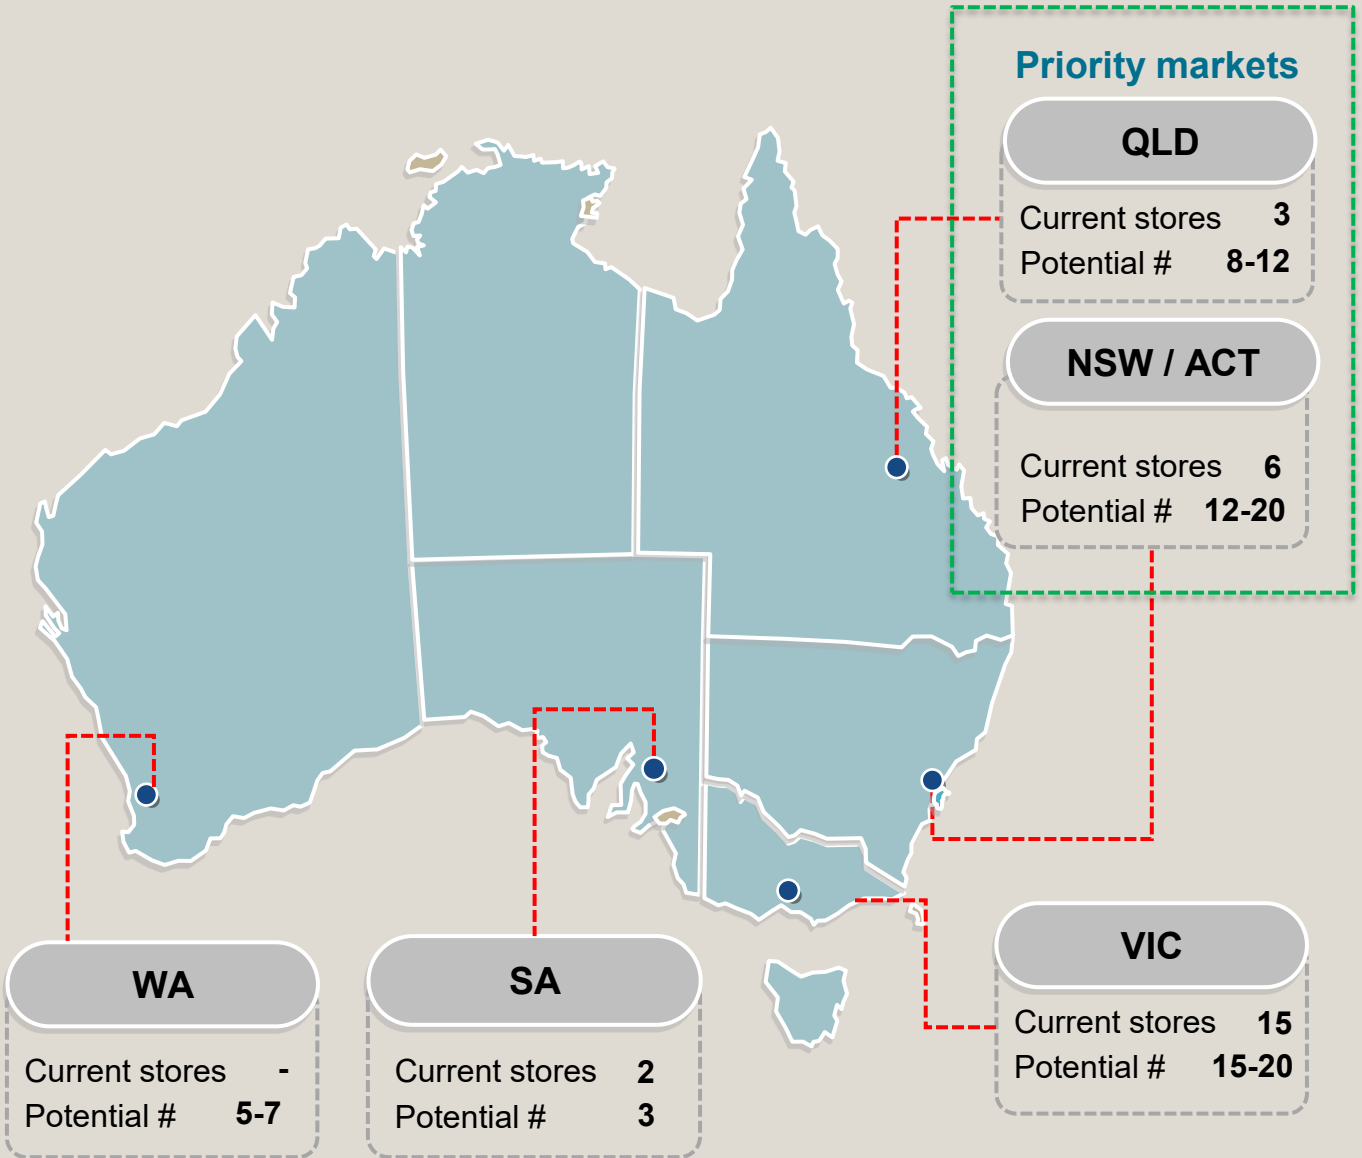 Priority markets
QLD
Current stores 3
Potential # 8-12
NSW / ACT
Current stores 6
Potential # 12-20
VIC
Current stores 15
Potential # 15-20
WA
Current stores -
Potential # 5-7
SA
Current stores 2
Potential # 3